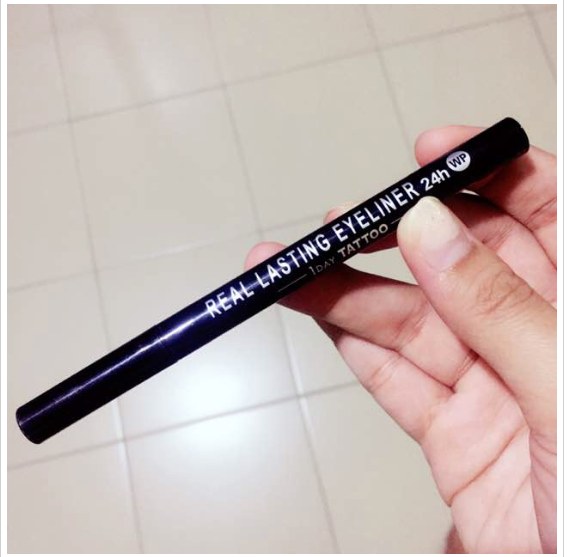 REAL LASTING EYELINER 24h WP
1DAY TATTOO